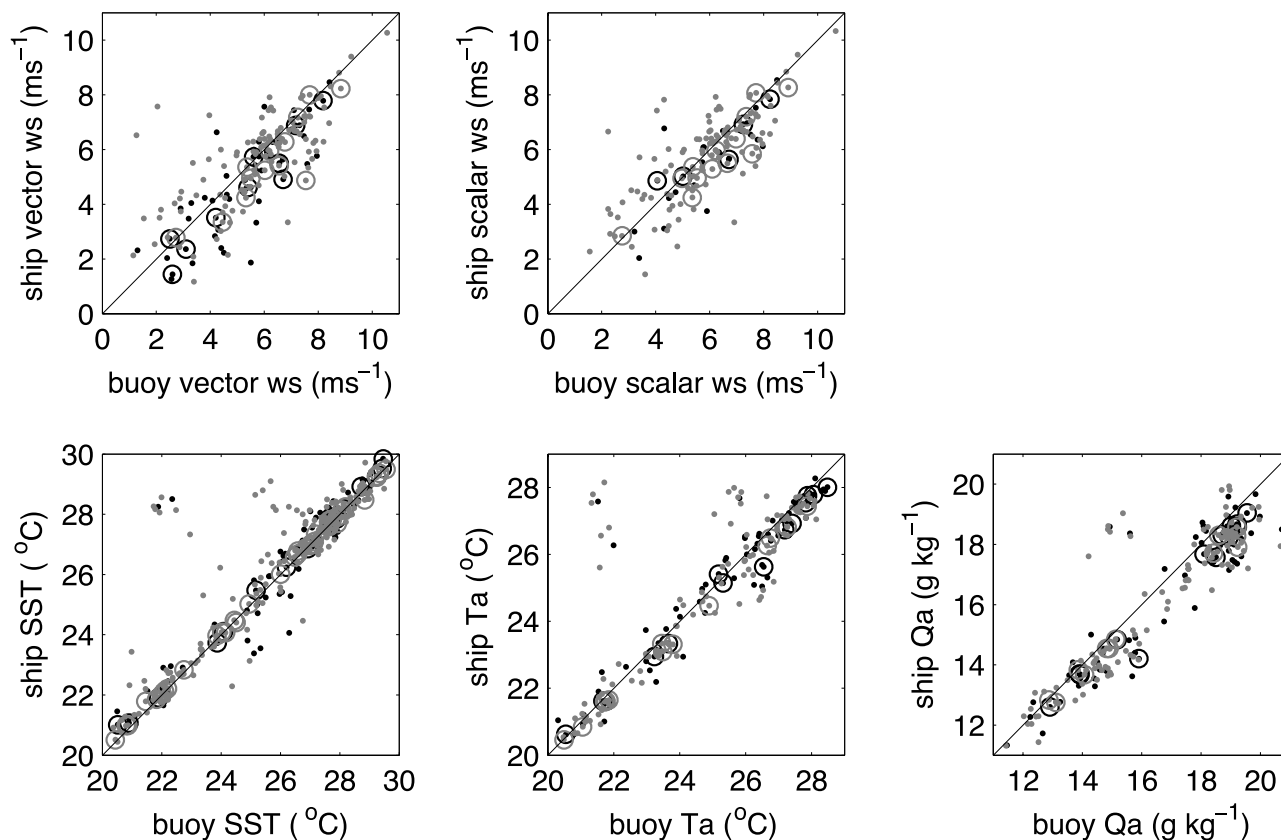 10
8
6
4
2
0
0 2 4 6 8 10
ship vector ws (ms⁻¹)
buoy vector ws (ms⁻¹)
10
8
6
4
2
0
0 2 4 6 8 10
ship scalar ws (ms⁻¹)
buoy scalar ws (ms⁻¹)
30
28
26
24
22
20
20 22 24 26 28 30
ship SST ( °C)
buoy SST ( °C)
28
26
24
22
20
20 22 24 26 28
ship Ta (°C)
buoy Ta (°C)
20
18
16
14
12
12 14 16 18 20
ship Qa (g kg⁻¹)
buoy Qa (g kg⁻¹)